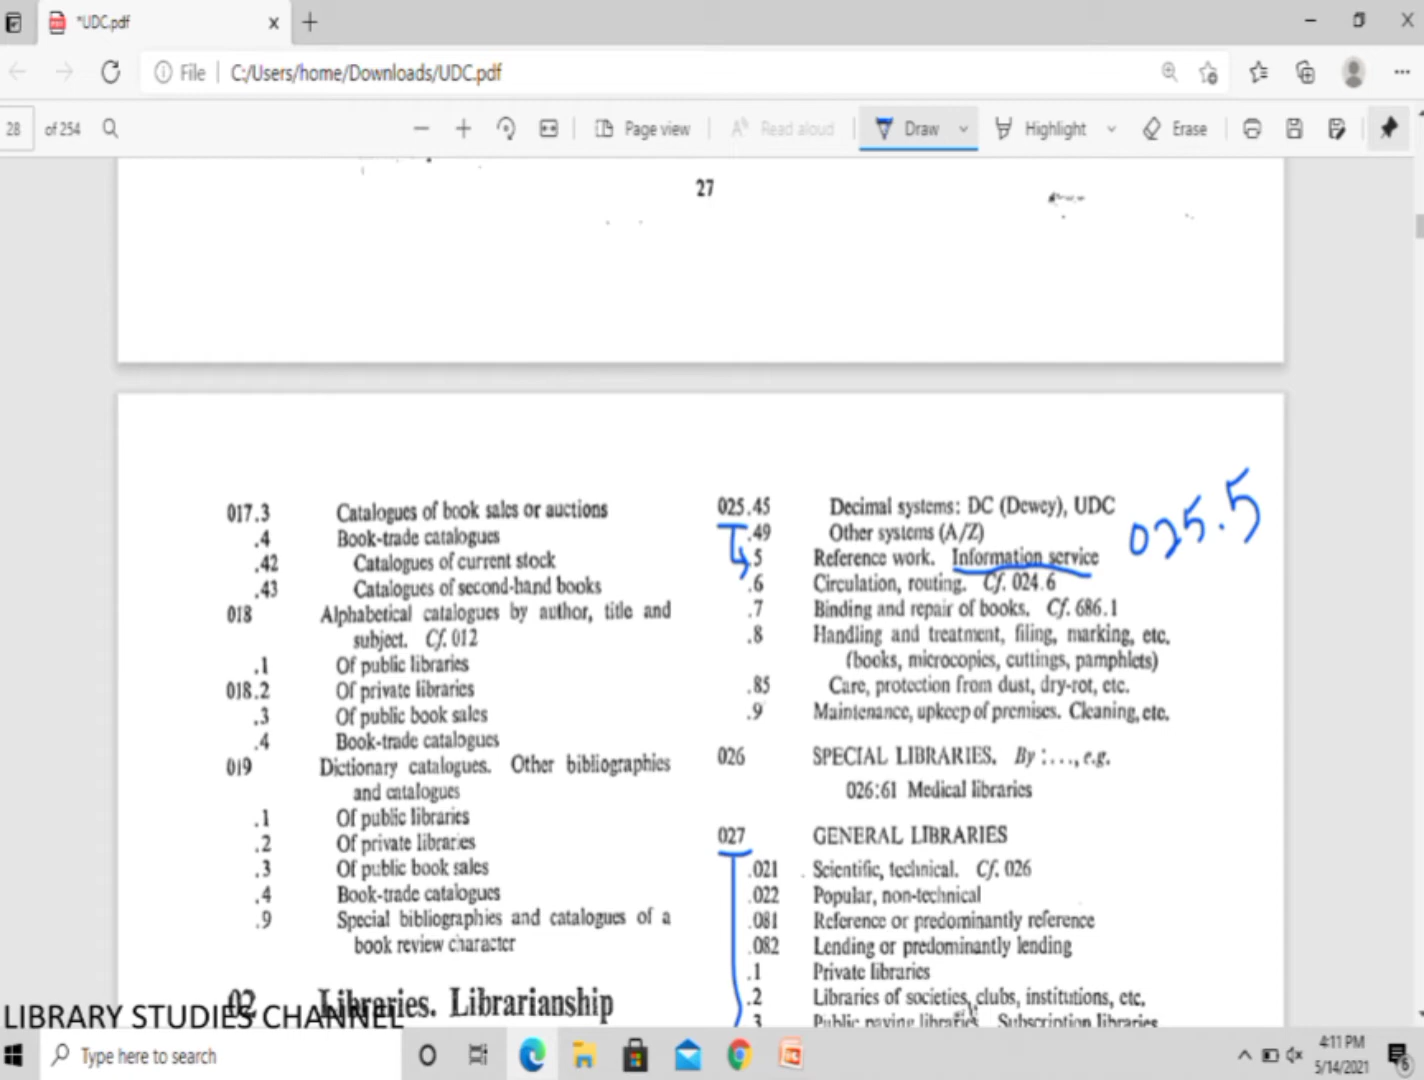 *UDC.pdf
File
C:/Users/home/Downloads/UDC.pdf
28 of 254
Page view
Read aloud
Draw
Highlight
Erase
27
017.3 Catalogues of book sales or auctions
.4 Book-trade catalogues
.42 Catalogues of current stock
.43 Catalogues of second-hand books
018 Alphabetical catalogues by author, title and
subject. Cf. 012
.1 Of public libraries
018.2 Of private libraries
.3 Of public book sales
.4 Book-trade catalogues
019 Dictionary catalogues. Other bibliographies
and catalogues
.1 Of public libraries
.2 Of private libraries
.3 Of public book sales
.4 Book-trade catalogues
.9 Special bibliographies and catalogues of a
book review character
02 Libraries. Librarianship
025.45 Decimal systems: DC (Dewey), UDC
.49 Other systems (A/Z)
.5 Reference work. Information service
.6 Circulation, routing. Cf. 024.6
.7 Binding and repair of books. Cf. 686.1
.8 Handling and treatment, filing, marking, etc.
(books, microcopies, cuttings, pamphlets)
.85 Care, protection from dust, dry-rot, etc.
.9 Maintenance, upkeep of premises. Cleaning, etc.
026 SPECIAL LIBRARIES. By :..., e.g.
026:61 Medical libraries
027 GENERAL LIBRARIES
.021 Scientific, technical. Cf. 026
.022 Popular, non-technical
.081 Reference or predominantly reference
.082 Lending or predominantly lending
.1 Private libraries
.2 Libraries of societies, clubs, institutions, etc.
.3 Public paying libraries. Subscription libraries
025.5
LIBRARY STUDIES CHANNEL
Type here to search
4:11 PM
5/14/2021
6